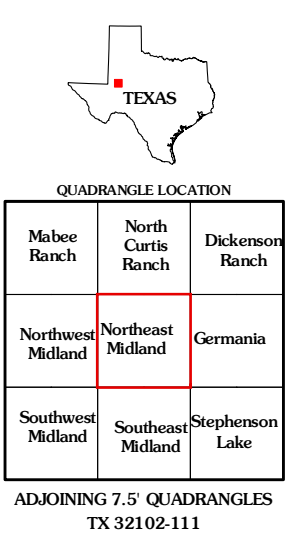 TEXAS
QUADRANGLE LOCATION
Mabee
Ranch
North
Curtis
Ranch
Dickenson
Ranch
Northwest
Midland
Northeast
Midland
Germania
Southwest
Midland
Southeast
Midland
Stephenson
Lake
ADJOINING 7.5' QUADRANGLES
TX 32102-111